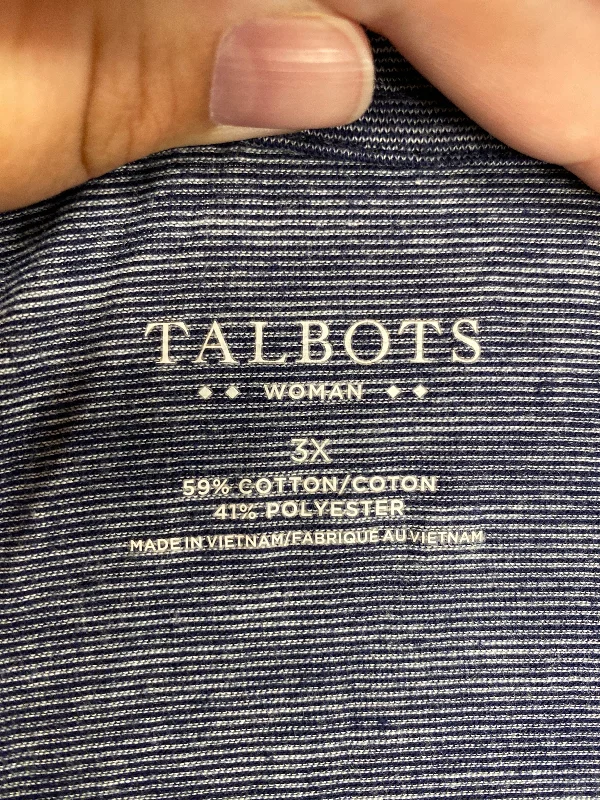 TALBOTS
WOMAN
3X
59% COTTON/COTON
41% POLYESTER
MADE IN VIETNAM/FABRIQUE AU VIETNAM